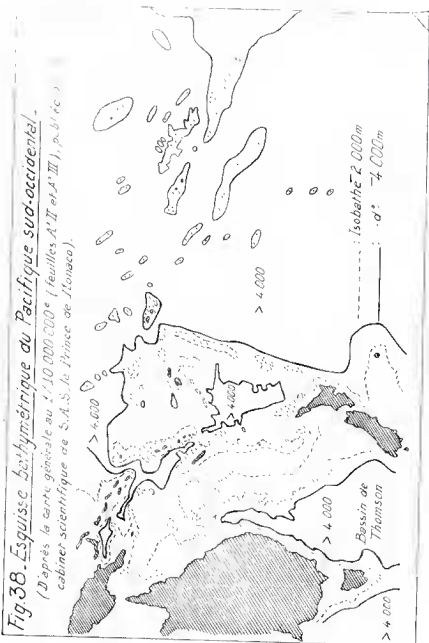 Fig.38._Esquisse bathymétrique du Pacifique sud-occidental.
(D'après la carte générale au 1:10 000 000e (feuilles A'II et A'III), publiée
cabinet scientifique de S.A.S. le Prince de Monaco).
> 4.000
> 4.000
> 4.000
> 4.000
Bassin de
Thomson
> 4 000
: Isobathe - 2 000m
: d° - 4.000m